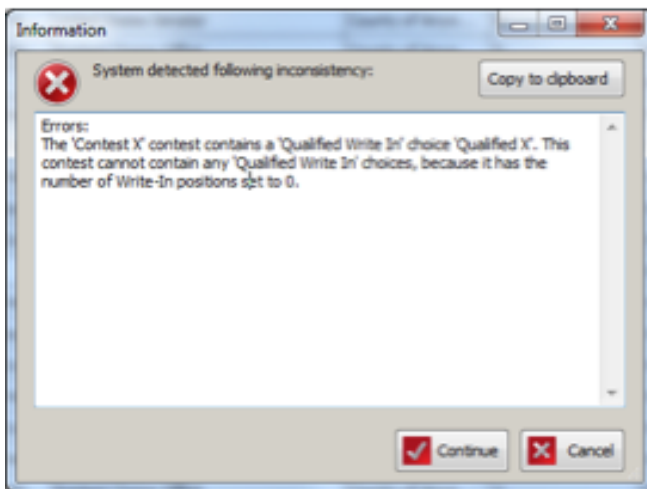 Information
System detected following inconsistency:
Copy to clipboard
Errors:
The 'Contest X' contest contains a 'Qualified Write In' choice 'Qualified X'. This
contest cannot contain any 'Qualified Write In' choices, because it has the
number of Write-In positions set to 0.
Continue
Cancel